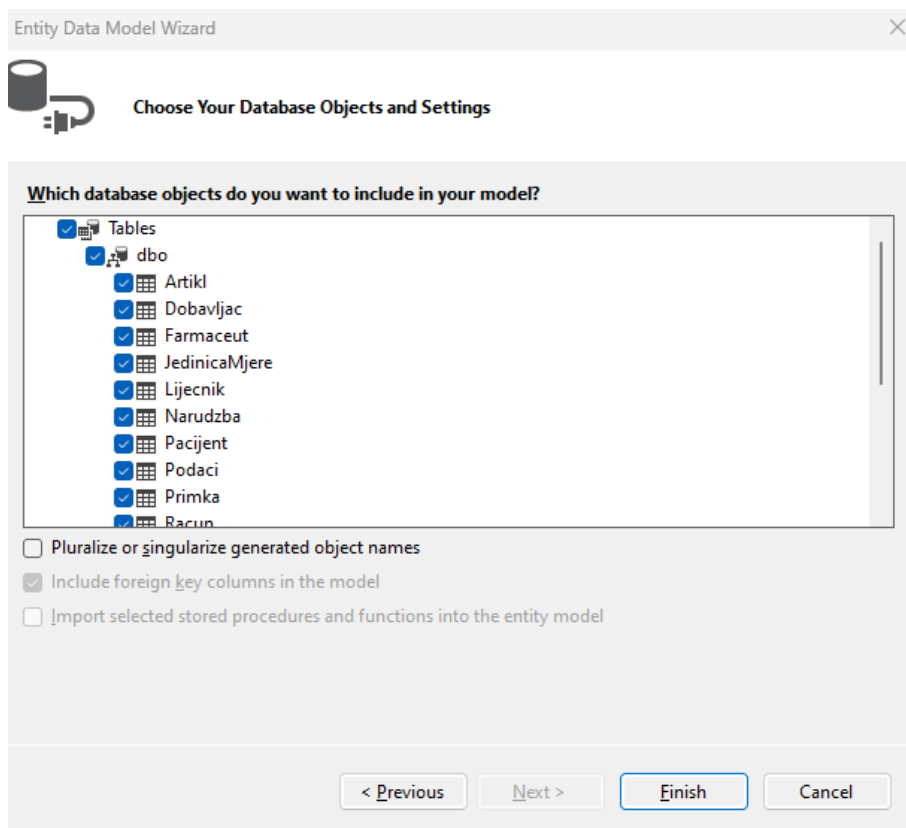 Entity Data Model Wizard
Choose Your Database Objects and Settings
Which database objects do you want to include in your model?
Tables
dbo
Artikl
Dobavljac
Farmaceut
JedinicaMjere
Lijecnik
Narudzba
Pacijent
Podaci
Primka
Racun
Pluralize or singularize generated object names
Include foreign key columns in the model
Import selected stored procedures and functions into the entity model
< Previous
Next >
Finish
Cancel